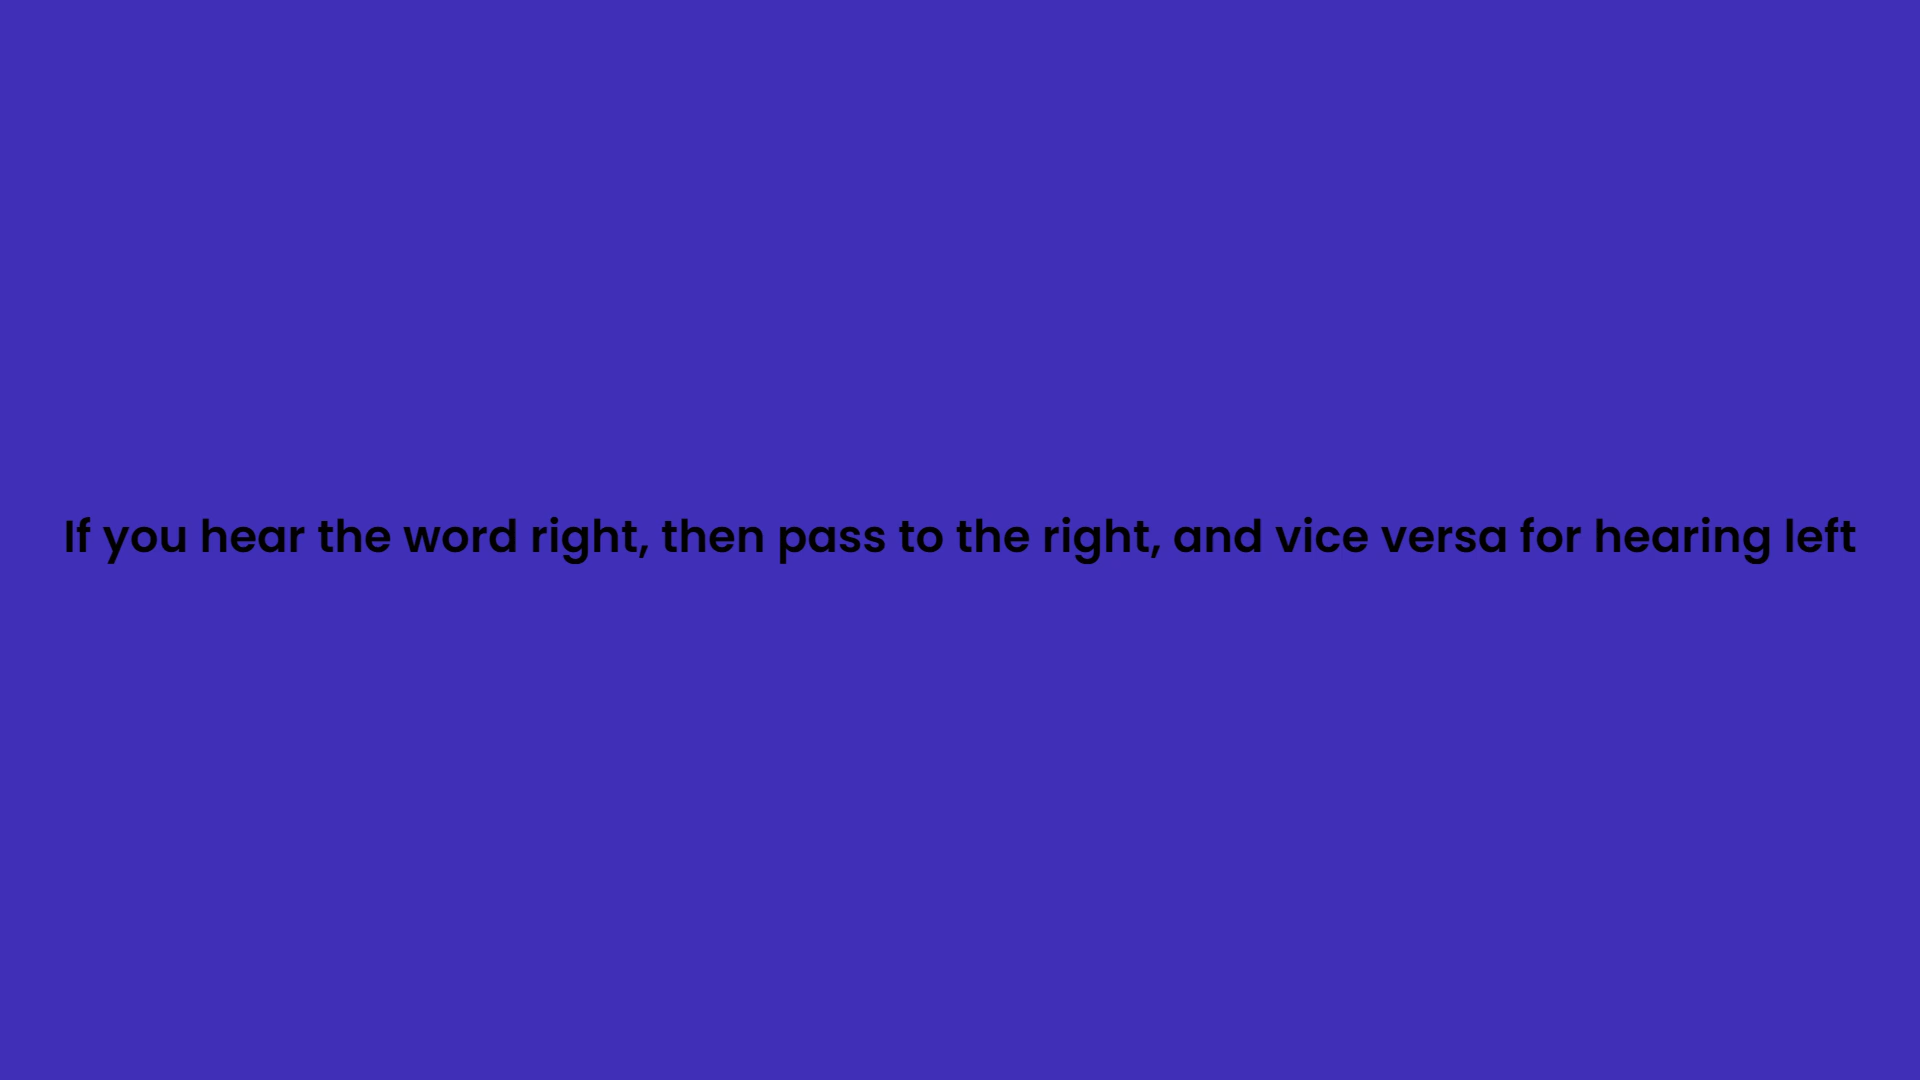 If you hear the word right, then pass to the right, and vice versa for hearing left